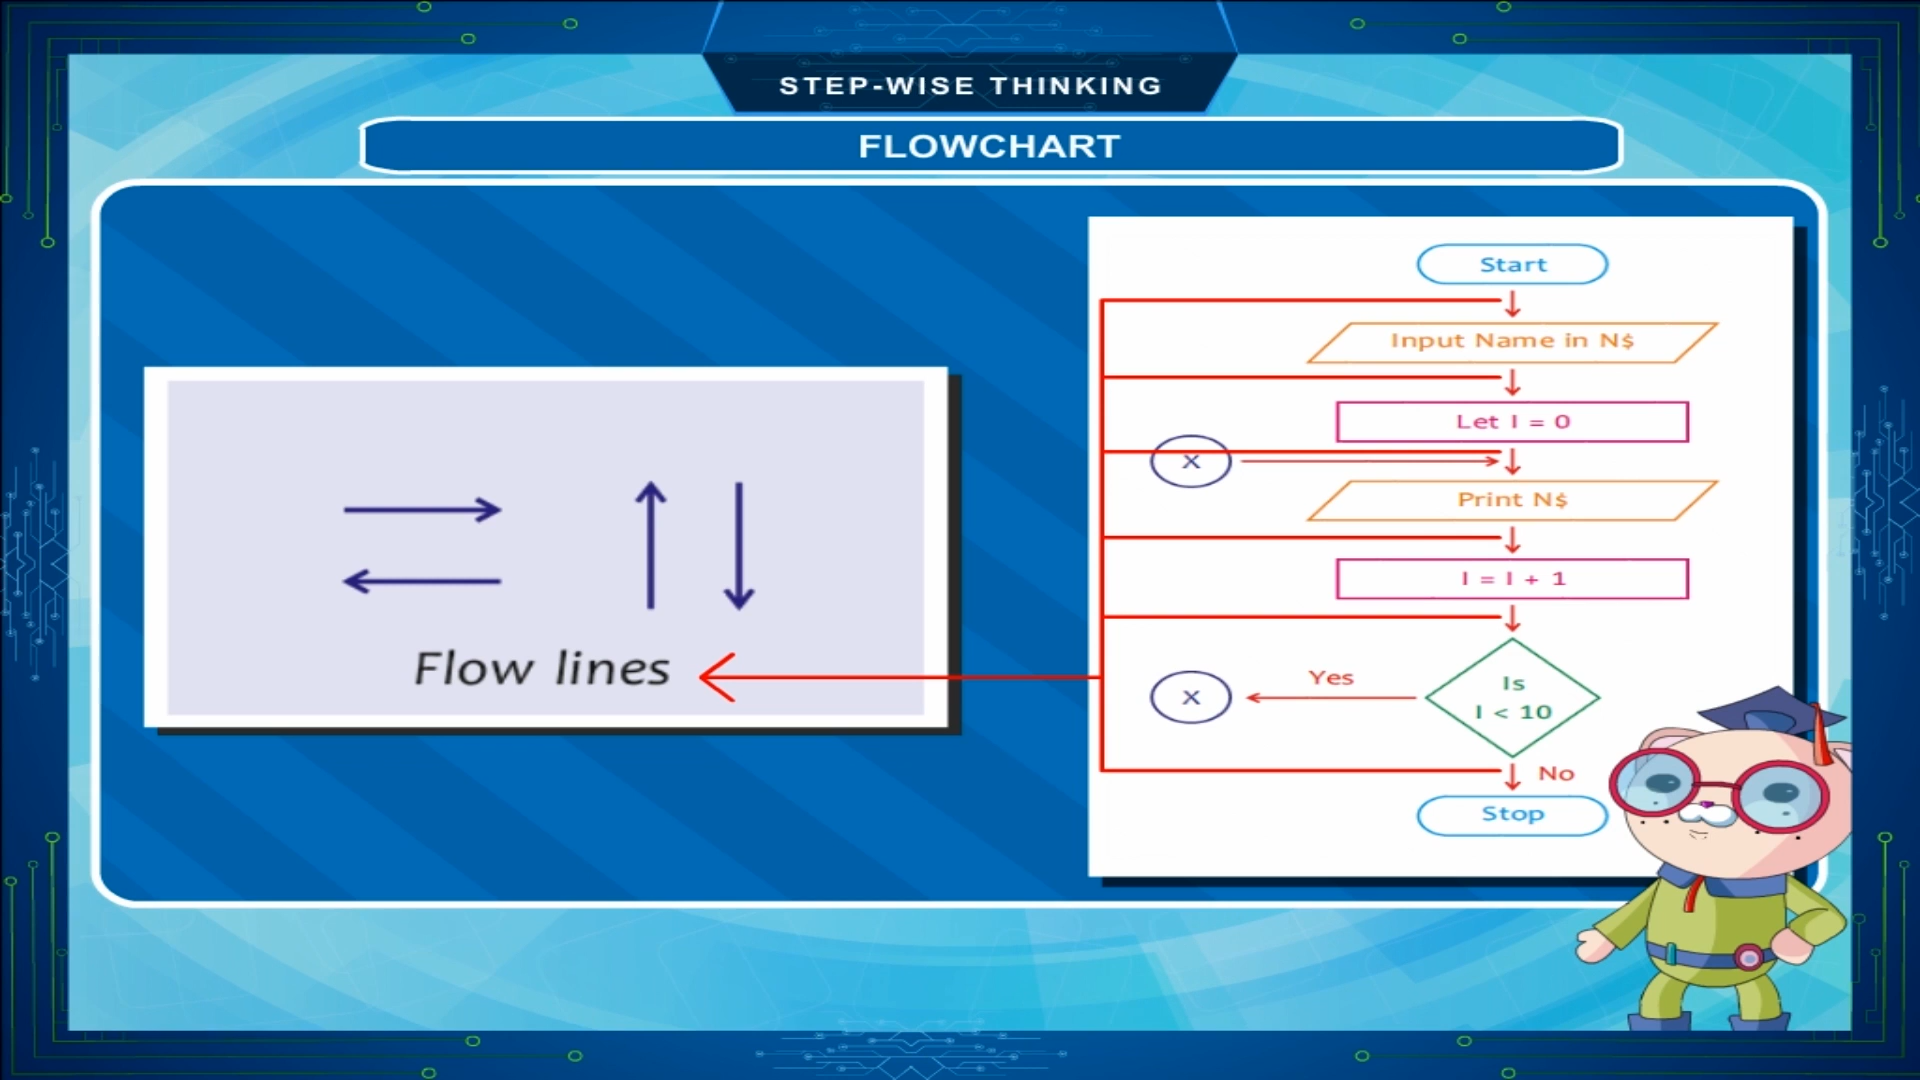 STEP-WISE THINKING
FLOWCHART
Flow lines
Start
Input Name in N$
Let I = 0
X
Print N$
I = I + 1
X
Yes
Is
I < 10
No
Stop